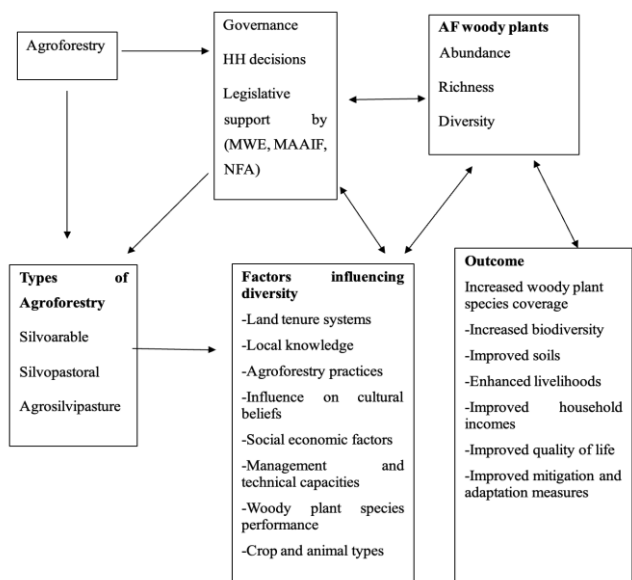 Agroforestry
Governance
HH decisions
Legislative
support by
(MWE, MAAIF,
NFA)
AF woody plants
Abundance
Richness
Diversity
Types of
Agroforestry
Silvoarable
Silvopastoral
Agrosilvipasture
Factors influencing
diversity
-Land tenure systems
-Local knowledge
-Agroforestry practices
-Influence on cultural
beliefs
-Social economic factors
-Management and
technical capacities
-Woody plant species
performance
-Crop and animal types
Outcome
Increased woody plant
species coverage
-Increased biodiversity
-Improved soils
-Enhanced livelihoods
-Improved household
incomes
-Improved quality of life
-Improved mitigation and
adaptation measures